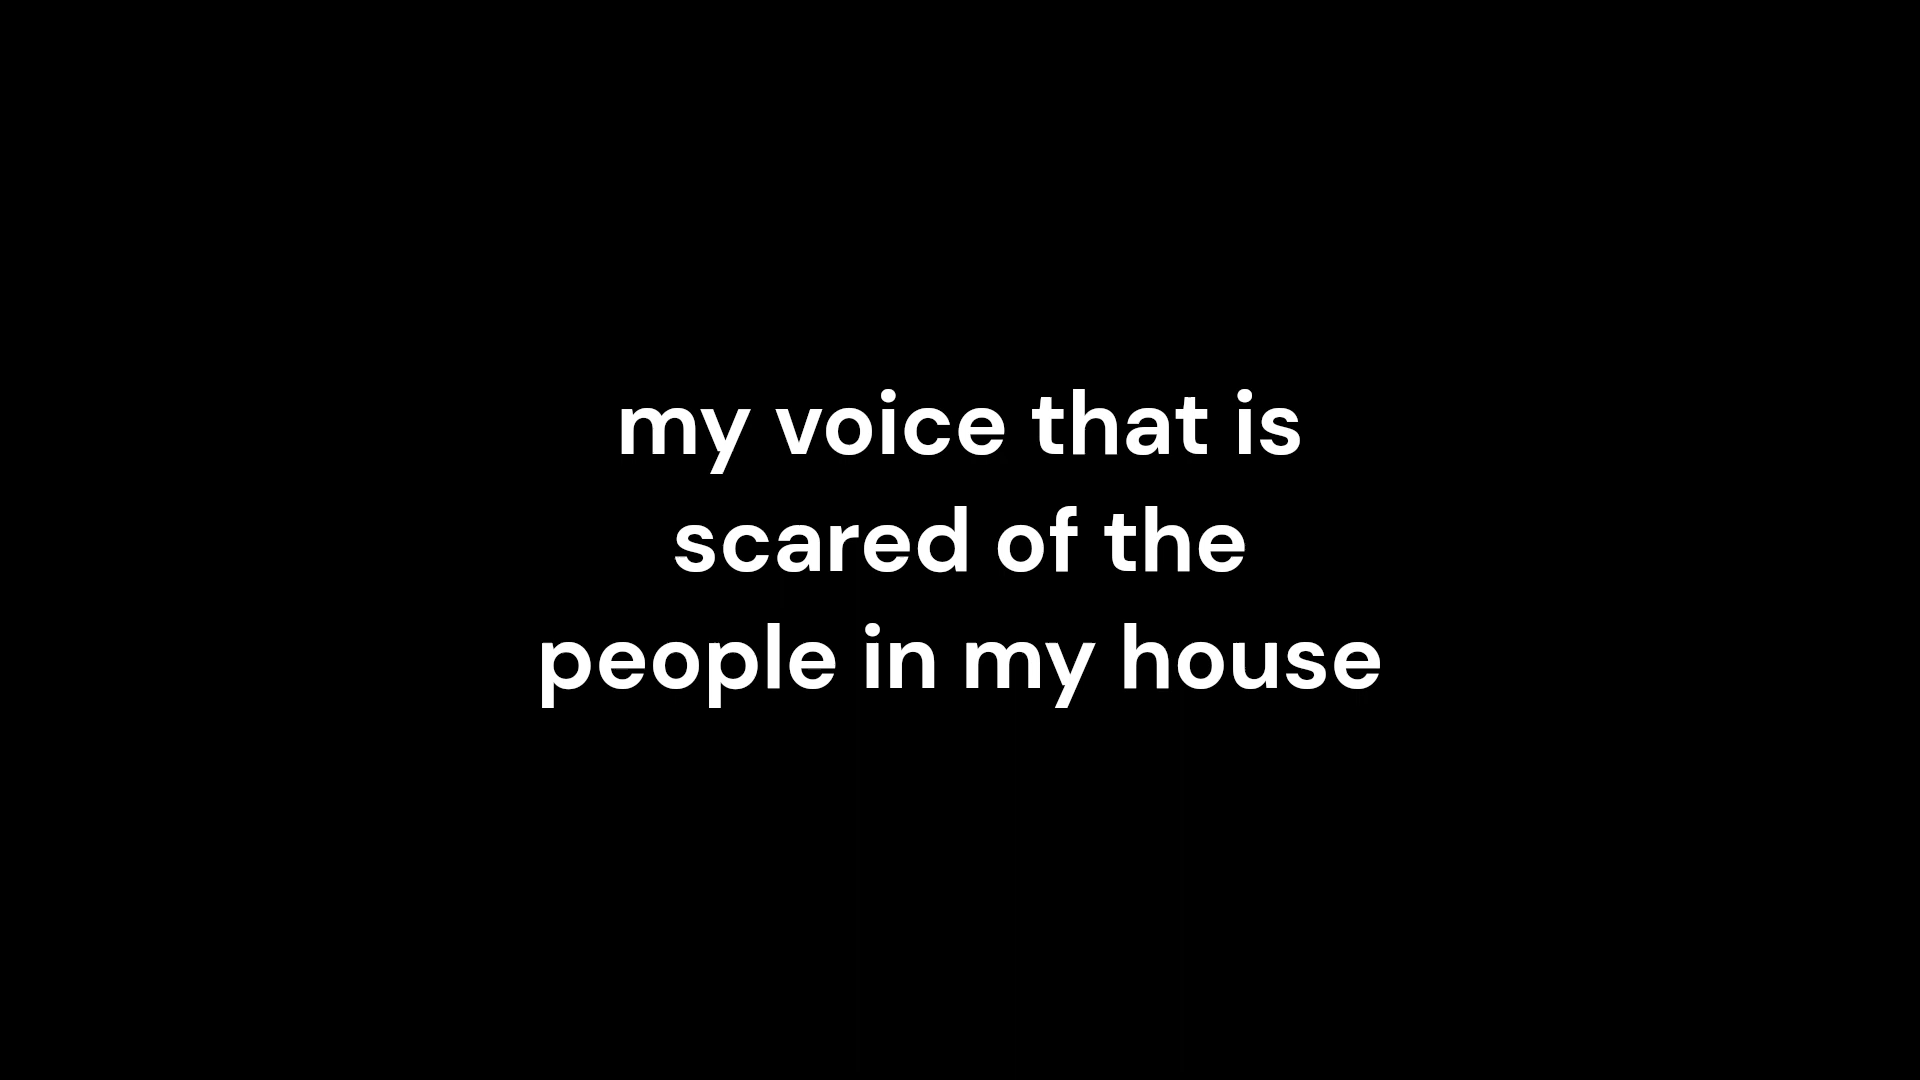 my voice that is
scared of the
people in my house